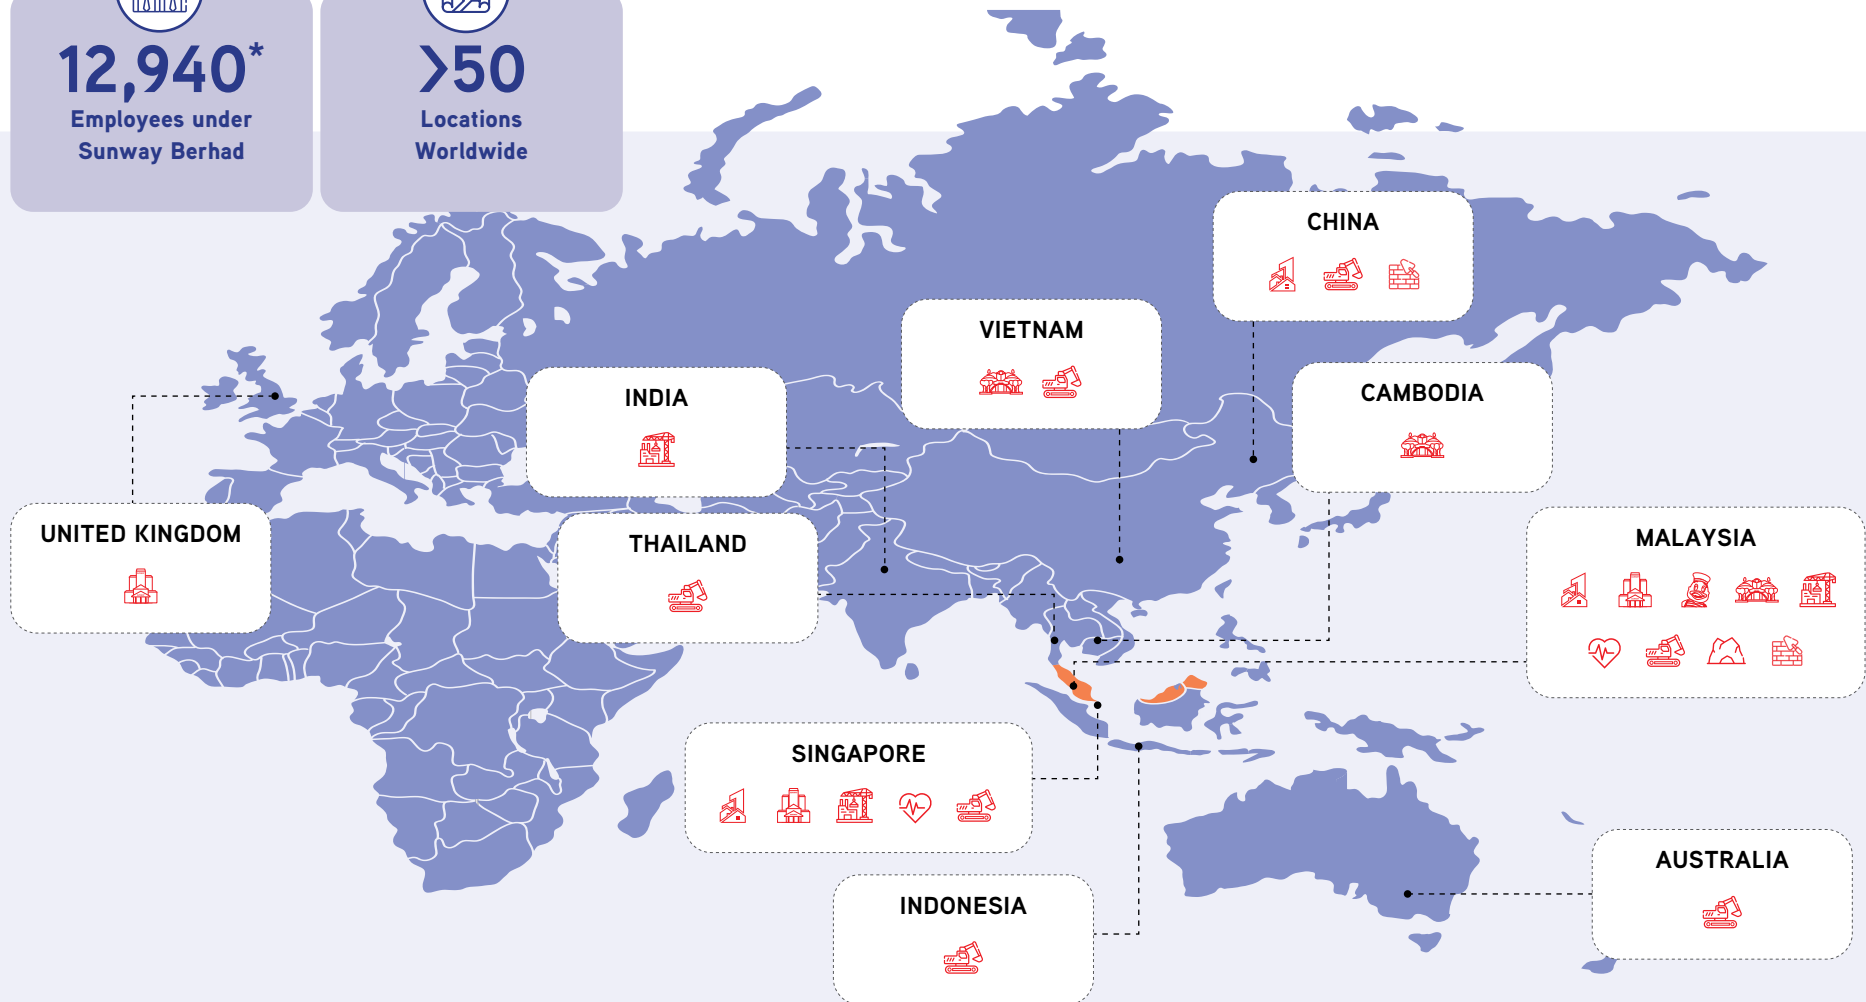 12,940*
Employees under
Sunway Berhad
>50
Locations
Worldwide
CHINA
VIETNAM
CAMBODIA
INDIA
UNITED KINGDOM
THAILAND
MALAYSIA
SINGAPORE
AUSTRALIA
INDONESIA